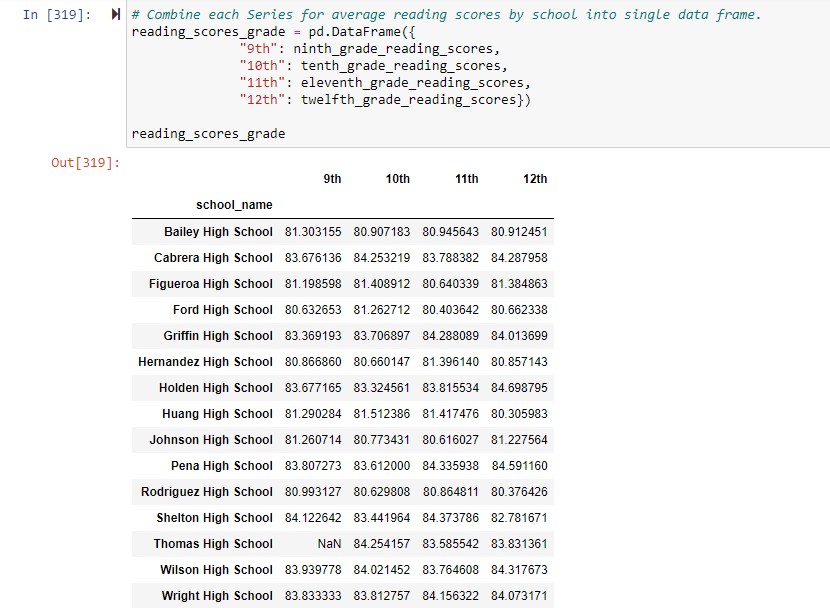 In [319]: # Combine each Series for average reading scores by school into single data frame.
reading_scores_grade = pd.DataFrame({
"9th": ninth_grade_reading_scores,
"10th": tenth_grade_reading_scores,
"11th": eleventh_grade_reading_scores,
"12th": twelfth_grade_reading_scores})
reading_scores_grade
Out[319]:
9th 10th 11th 12th
school_name
Bailey High School 81.303155 80.907183 80.945643 80.912451
Cabrera High School 83.676136 84.253219 83.788382 84.287958
Figueroa High School 81.198598 81.408912 80.640339 81.384863
Ford High School 80.632653 81.262712 80.403642 80.662338
Griffin High School 83.369193 83.706897 84.288089 84.013699
Hernandez High School 80.866860 80.660147 81.396140 80.857143
Holden High School 83.677165 83.324561 83.815534 84.698795
Huang High School 81.290284 81.512386 81.417476 80.305983
Johnson High School 81.260714 80.773431 80.616027 81.227564
Pena High School 83.807273 83.612000 84.335938 84.591160
Rodriguez High School 80.993127 80.629808 80.864811 80.376426
Shelton High School 84.122642 83.441964 84.373786 82.781671
Thomas High School NaN 84.254157 83.585542 83.831361
Wilson High School 83.939778 84.021452 83.764608 84.317673
Wright High School 83.833333 83.812757 84.156322 84.073171